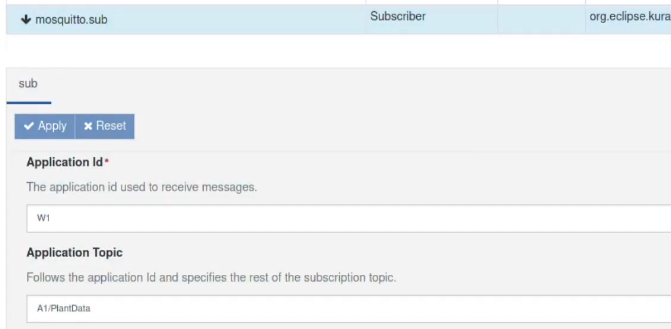 mosquitto.sub Subscriber org.eclipse.kura
sub
Apply Reset
Application Id*
The application id used to receive messages.
W1
Application Topic
Follows the application Id and specifies the rest of the subscription topic.
A1/PlantData